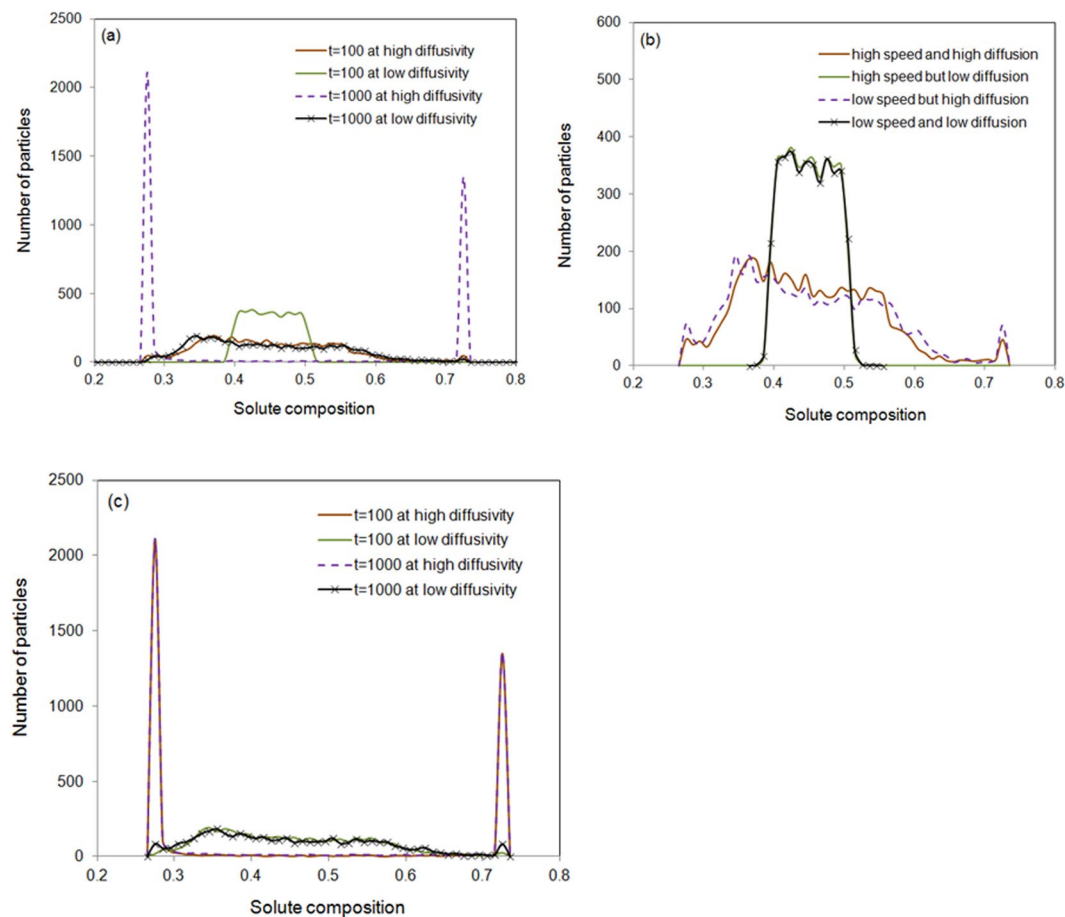 (a)
2500
2000
1500
1000
500
0
Number of particles
t=100 at high diffusivity
t=100 at low diffusivity
t=1000 at high diffusivity
t=1000 at low diffusivity
0.2 0.3 0.4 0.5 0.6 0.7 0.8
Solute composition
(b)
600
500
400
300
200
100
0
Number of particles
high speed and high diffusion
high speed but low diffusion
low speed but high diffusion
low speed and low diffusion
0.2 0.3 0.4 0.5 0.6 0.7 0.8
Solute composition
(c)
2500
2000
1500
1000
500
0
Number of particles
t=100 at high diffusivity
t=100 at low diffusivity
t=1000 at high diffusivity
t=1000 at low diffusivity
0.2 0.3 0.4 0.5 0.6 0.7 0.8
Solute composition